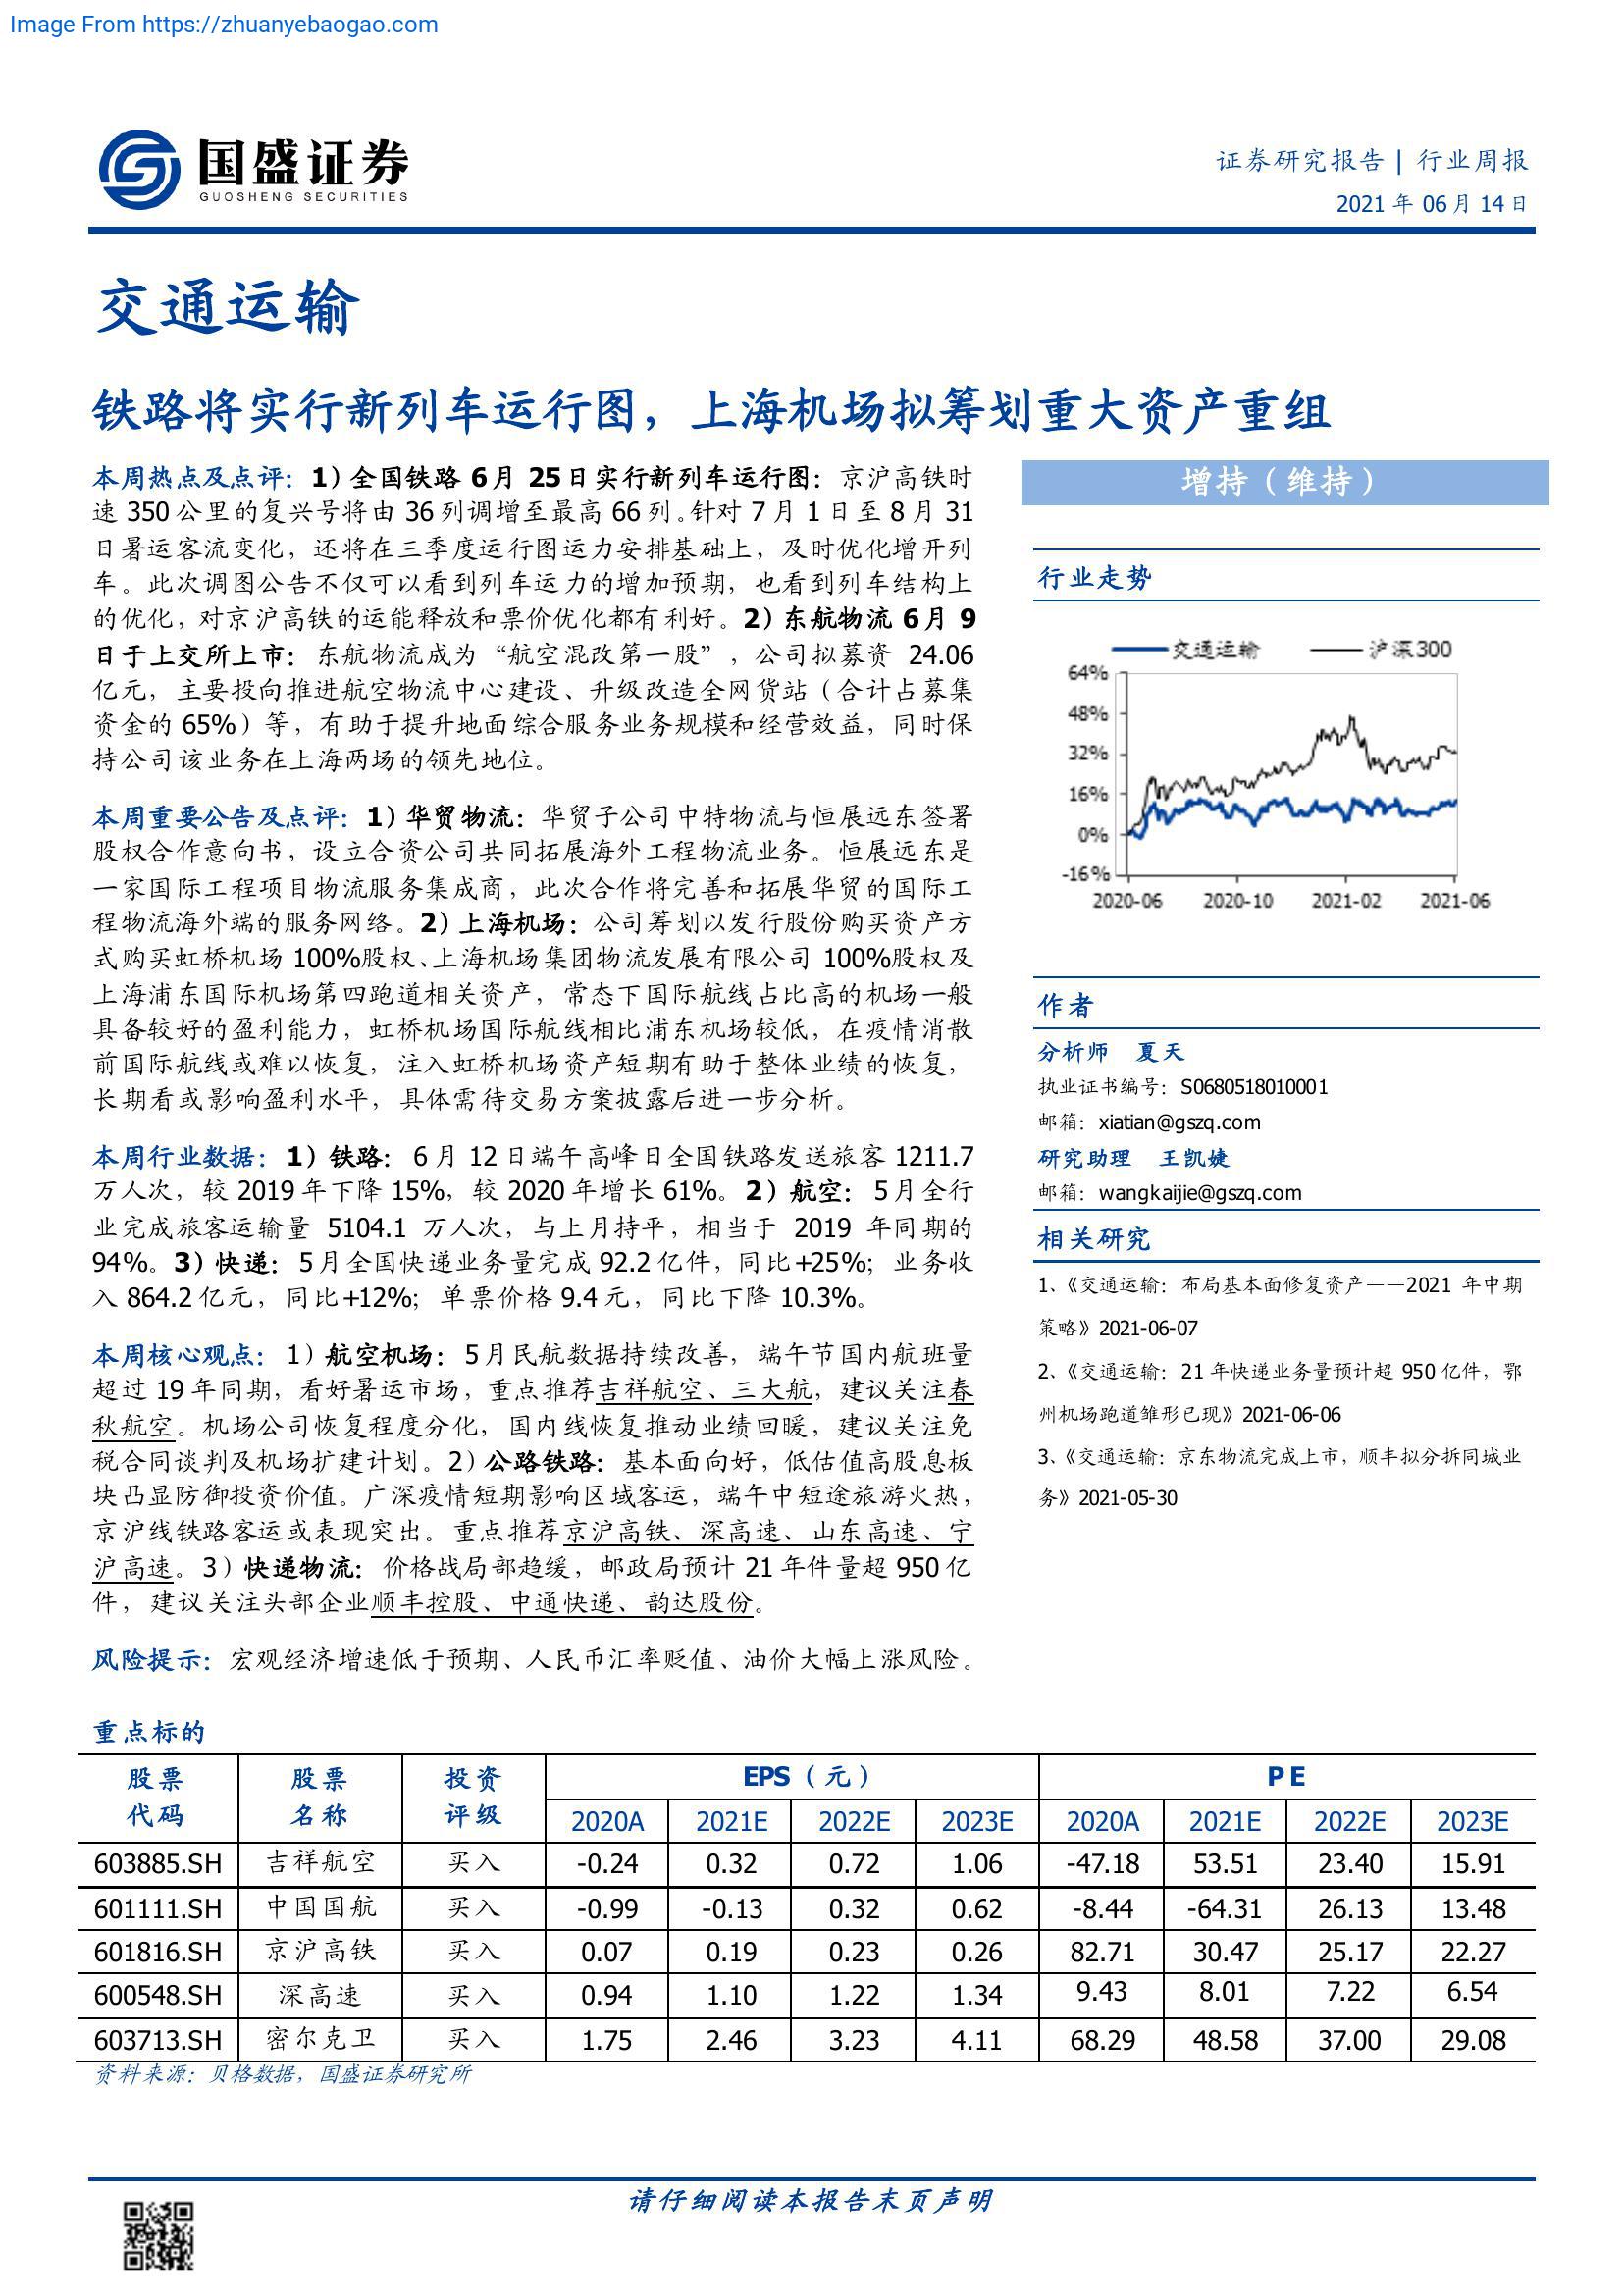 Image From https://zhuanyebaogao.com
国盛证券
GUOSHENG SECURITIES
证券研究报告 | 行业周报
2021 年 06 月 14 日
交通运输
铁路将实行新列车运行图，上海机场拟筹划重大资产重组
本周热点及点评：1）全国铁路 6 月 25 日实行新列车运行图：京沪高铁时
速 350 公里的复兴号将由 36 列调增至最高 66 列。针对 7 月 1 日至 8 月 31
日暑运客流变化，还将在三季度运行图运力安排基础上，及时优化增开列
车。此次调图公告不仅可以看到列车运力的增加预期，也看到列车结构上
的优化，对京沪高铁的运能释放和票价优化都有利好。2）东航物流 6 月 9
日于上交所上市：东航物流成为“航空混改第一股”，公司拟募资 24.06
亿元，主要投向推进航空物流中心建设、升级改造全网货站（合计占募集
资金的 65%）等，有助于提升地面综合服务业务规模和经营效益，同时保
持公司该业务在上海两场的领先地位。
本周重要公告及点评：1）华贸物流：华贸子公司中特物流与恒展远东签署
股权合作意向书，设立合资公司共同拓展海外工程物流业务。恒展远东是
一家国际工程项目物流服务集成商，此次合作将完善和拓展华贸的国际工
程物流海外端的服务网络。2）上海机场：公司筹划以发行股份购买资产方
式购买虹桥机场 100%股权、上海机场集团物流发展有限公司 100%股权及
上海浦东国际机场第四跑道相关资产，常态下国际航线占比高的机场一般
具备较好的盈利能力，虹桥机场国际航线相比浦东机场较低，在疫情消散
前国际航线或难以恢复，注入虹桥机场资产短期有助于整体业绩的恢复，
长期看或影响盈利水平，具体需待交易方案披露后进一步分析。
本周行业数据：1）铁路：6 月 12 日端午高峰日全国铁路发送旅客 1211.7
万人次，较 2019 年下降 15%，较 2020 年增长 61%。2）航空：5 月全行
业完成旅客运输量 5104.1 万人次，与上月持平，相当于 2019 年同期的
94%。3）快递：5 月全国快递业务量完成 92.2 亿件，同比+25%；业务收
入 864.2 亿元，同比+12%；单票价格 9.4 元，同比下降 10.3%。
本周核心观点：1）航空机场：5 月民航数据持续改善，端午节国内航班量
超过 19 年同期，看好暑运市场，重点推荐吉祥航空、三大航，建议关注春
秋航空。机场公司恢复程度分化，国内线恢复推动业绩回暖，建议关注免
税合同谈判及机场扩建计划。2）公路铁路：基本面向好，低估值高股息板
块凸显防御投资价值。广深疫情短期影响区域客运，端午中短途旅游火热，
京沪线铁路客运或表现突出。重点推荐京沪高铁、深高速、山东高速、宁
沪高速。3）快递物流：价格战局部趋缓，邮政局预计 21 年件量超 950 亿
件，建议关注头部企业顺丰控股、中通快递、韵达股份。
风险提示：宏观经济增速低于预期、人民币汇率贬值、油价大幅上涨风险。
增持（维持）
行业走势
交通运输 沪深300
64%
48%
32%
16%
0%
-16%
2020-06 2020-10 2021-02 2021-06
作者
分析师 夏天
执业证书编号：S0680518010001
邮箱：xiatian@gszq.com
研究助理 王凯婕
邮箱：wangkaijie@gszq.com
相关研究
1、《交通运输：布局基本面修复资产——2021 年中期
策略》2021-06-07
2、《交通运输：21 年快递业务量预计超 950 亿件，鄂
州机场跑道雏形已现》2021-06-06
3、《交通运输：京东物流完成上市，顺丰拟分拆同城业
务》2021-05-30
重点标的
股票 股票 投资 EPS（元） P E
代码 名称 评级 2020A 2021E 2022E 2023E 2020A 2021E 2022E 2023E
603885.SH 吉祥航空 买入 -0.24 0.32 0.72 1.06 -47.18 53.51 23.40 15.91
601111.SH 中国国航 买入 -0.99 -0.13 0.32 0.62 -8.44 -64.31 26.13 13.48
601816.SH 京沪高铁 买入 0.07 0.19 0.23 0.26 82.71 30.47 25.17 22.27
600548.SH 深高速 买入 0.94 1.10 1.22 1.34 9.43 8.01 7.22 6.54
603713.SH 密尔克卫 买入 1.75 2.46 3.23 4.11 68.29 48.58 37.00 29.08
资料来源：贝格数据，国盛证券研究所
请仔细阅读本报告末页声明